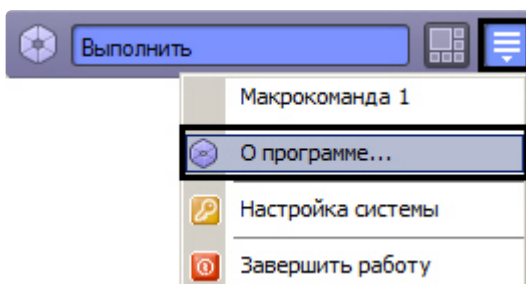 Выполнить
Макрокоманда 1
О программе...
Настройка системы
Завершить работу